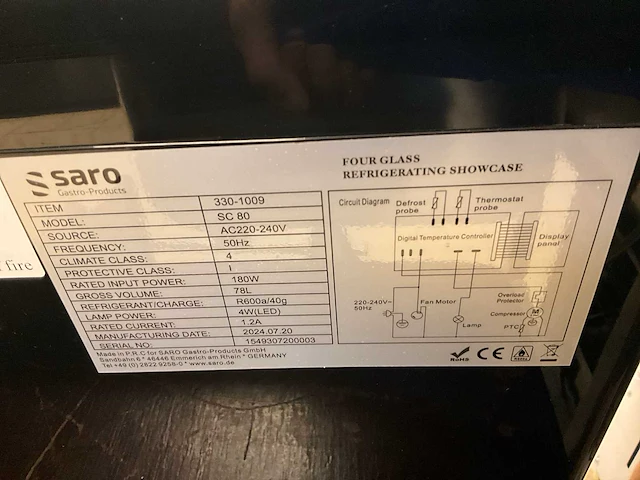 saro
Gastro-Products
FOUR GLASS
REFRIGERATING SHOWCASE
ITEM 330-1009
MODEL: SC 80
SOURCE: AC220-240V
FREQUENCY: 50Hz
CLIMATE CLASS: 4
PROTECTIVE CLASS: I
RATED INPUT POWER: 180W
GROSS VOLUME: 78L
REFRIGERANT/CHARGE: R600a/40g
LAMP POWER: 4W(LED)
RATED CURRENT: 1.2A
MANUFACTURING DATE: 2024.07.20
SERIAL NO: 1549307200003
Made in P.R.C for SARO Gastro-Products GmbH
Sandbahn 6 * 46446 Emmerich am Rhein * GERMANY
Tel +49 (0) 2822 9258-0 * www.saro.de
Circuit Diagram
Defrost
probe
Thermostat
probe
Digital Temperature Controller
Display
panel
220-240V~
50Hz
Fan Motor
Lamp
Overload
Protector
Compressor
M
PTC
RoHS
CE
fire